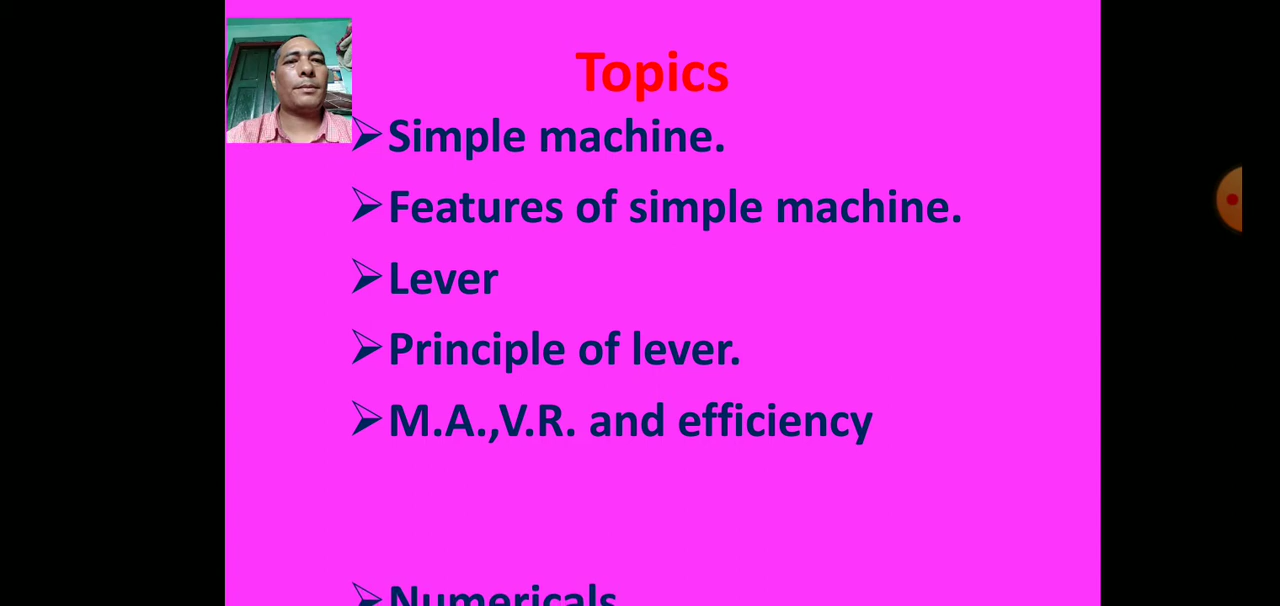 Topics
Simple machine.
Features of simple machine.
Lever
Principle of lever.
M.A.,V.R. and efficiency
Numericals